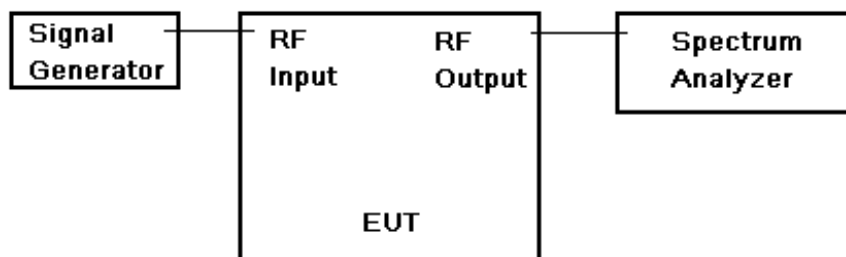 Signal
Generator
RF
Input
RF
Output
EUT
Spectrum
Analyzer